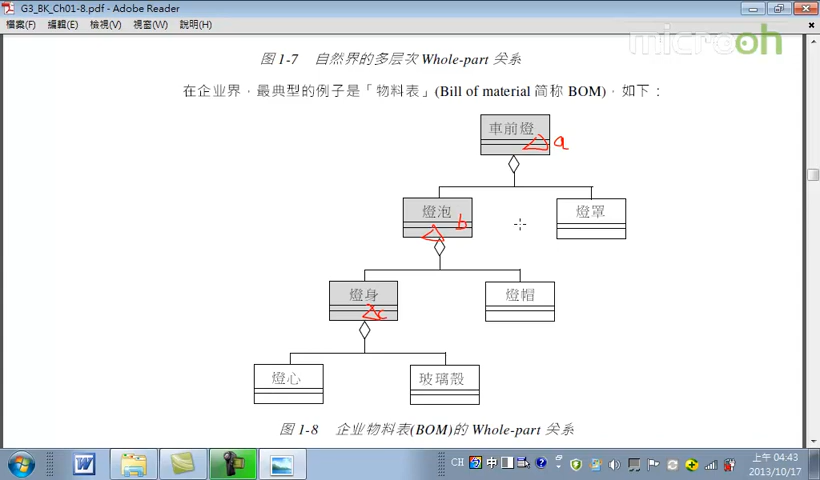 G3_BK_Ch01-8.pdf - Adobe Reader
檔案(F) 編輯(E) 檢視(V) 視窗(W) 說明(H)
microoh
图 1-7 自然界的多层次 Whole-part 关系
在企业界，最典型的例子是「物料表」(Bill of material 简称 BOM)，如下：
車前燈
a
燈泡
b
燈罩
燈身
c
燈帽
燈心
玻璃殼
图 1-8 企业物料表(BOM)的 Whole-part 关系
CH 中
上午 04:43
2013/10/17